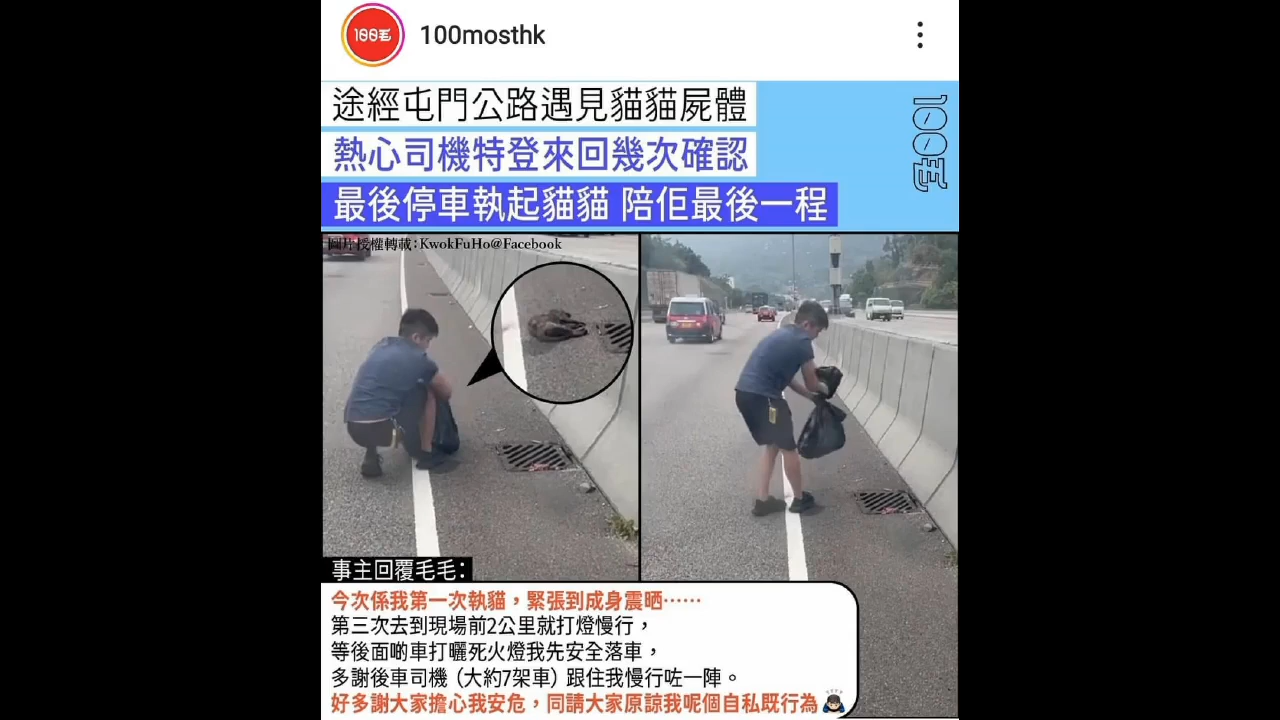 100毛
100mosthk
途經屯門公路遇見貓貓屍體
100毛
熱心司機特登來回幾次確認
最後停車執起貓貓 陪佢最後一程
圖片授權轉載:KwokFuHo@Facebook
事主回覆毛毛:
今次係我第一次執貓，緊張到成身震晒……
第三次去到現場前2公里就打燈慢行，
等後面啲車打曬死火燈我先安全落車，
多謝後車司機（大約7架車）跟住我慢行咗一陣。
好多謝大家擔心我安危，同請大家原諒我呢個自私既行為